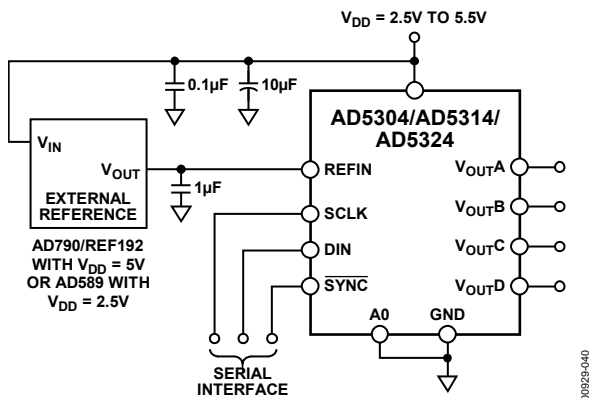 V_DD = 2.5V TO 5.5V
0.1µF
10µF
AD5304/AD5314/
AD5324
V_IN
V_OUT
EXTERNAL
REFERENCE
1µF
AD790/REF192
WITH V_DD = 5V
OR AD589 WITH
V_DD = 2.5V
REFIN
SCLK
DIN
SYNC
V_OUTA
V_OUTB
V_OUTC
V_OUTD
A0
GND
SERIAL
INTERFACE
00929-040